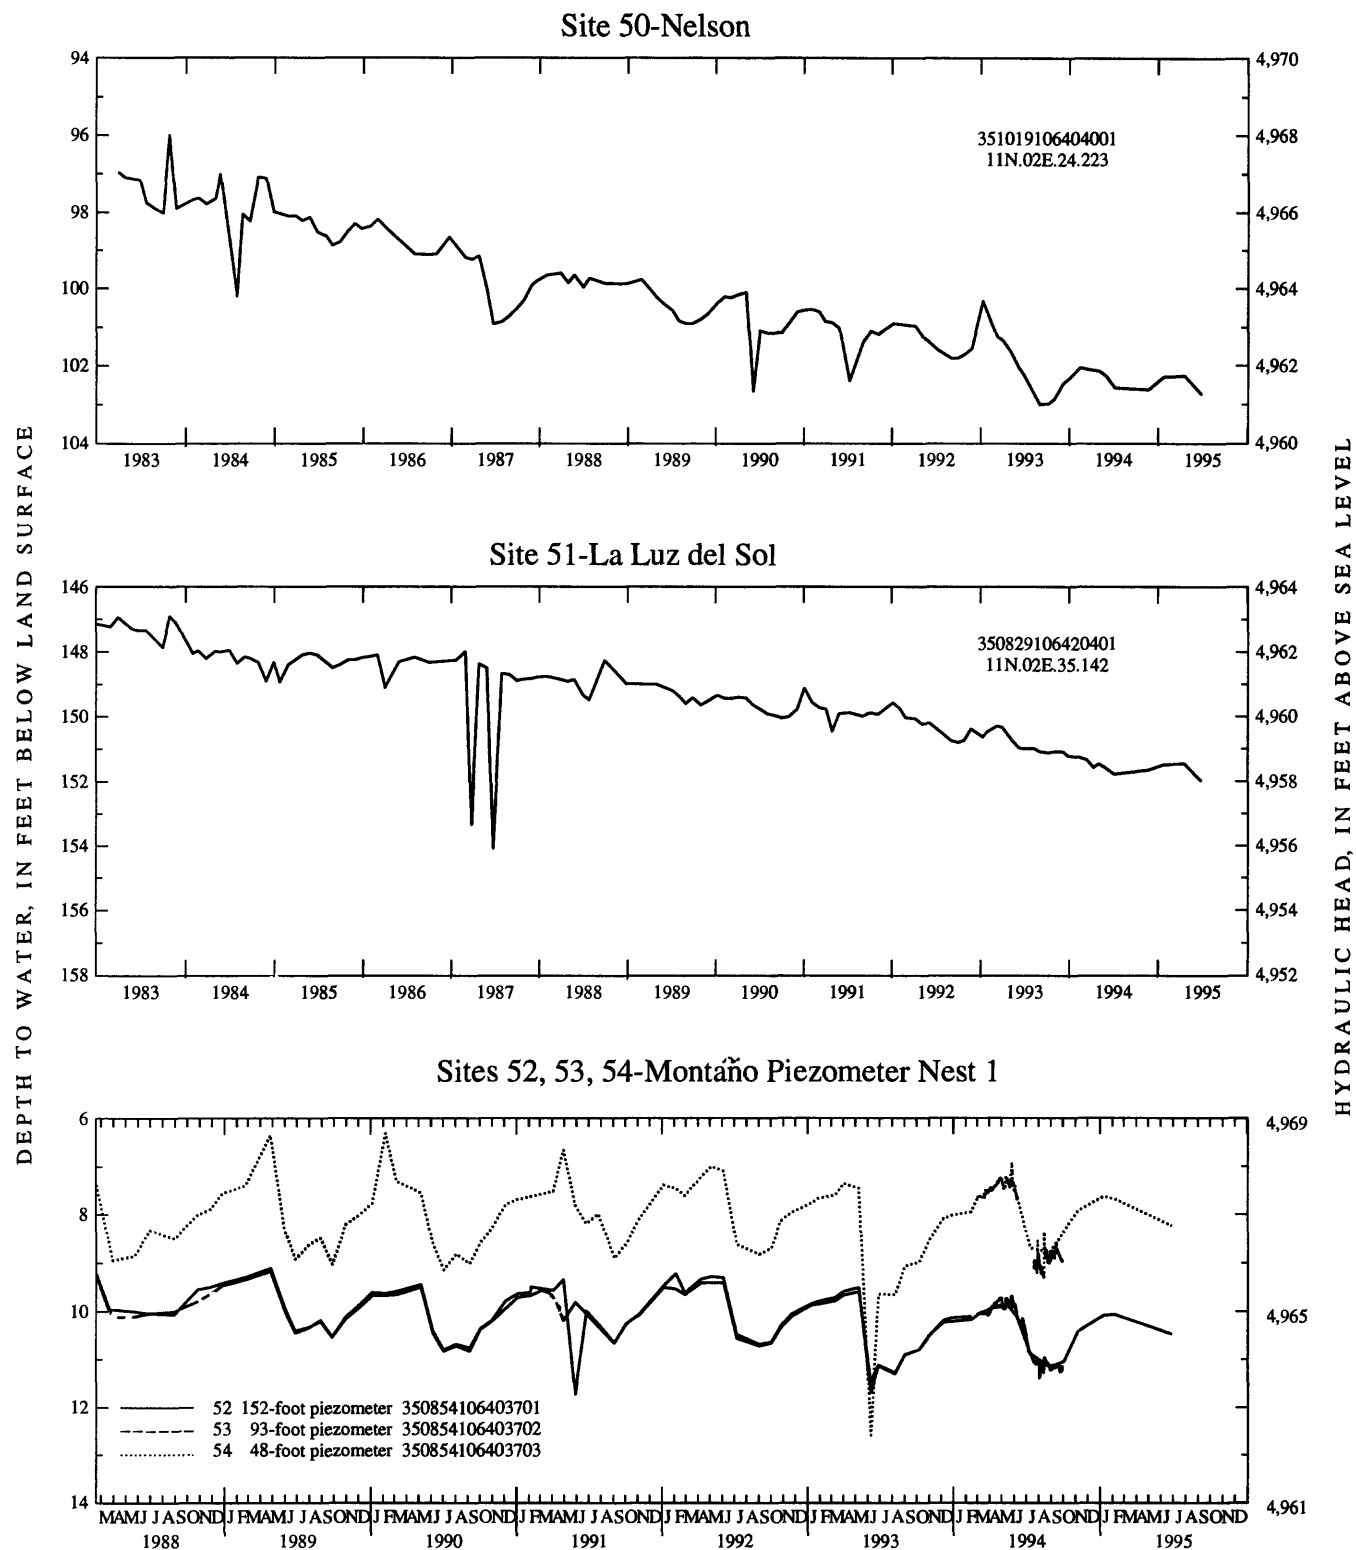 Site 50-Nelson
94
96
98
100
102
104
4,970
4,968
4,966
4,964
4,962
4,960
351019106404001
11N.02E.24.223
1983 1984 1985 1986 1987 1988 1989 1990 1991 1992 1993 1994 1995
DEPTH TO WATER, IN FEET BELOW LAND SURFACE
HYDRAULIC HEAD, IN FEET ABOVE SEA LEVEL
Site 51-La Luz del Sol
146
148
150
152
154
156
158
4,964
4,962
4,960
4,958
4,956
4,954
4,952
350829106420401
11N.02E.35.142
1983 1984 1985 1986 1987 1988 1989 1990 1991 1992 1993 1994 1995
Sites 52, 53, 54-Montaño Piezometer Nest 1
6
8
10
12
14
4,969
4,965
4,961
52 152-foot piezometer 350854106403701
53 93-foot piezometer 350854106403702
54 48-foot piezometer 350854106403703
MAMJ JASOND J FMAMJ JASOND J FMAMJ JASOND J FMAMJ JASOND J FMAMJ JASOND J FMAMJ JASOND J FMAMJ JASOND J FMAMJ JASOND
1988 1989 1990 1991 1992 1993 1994 1995